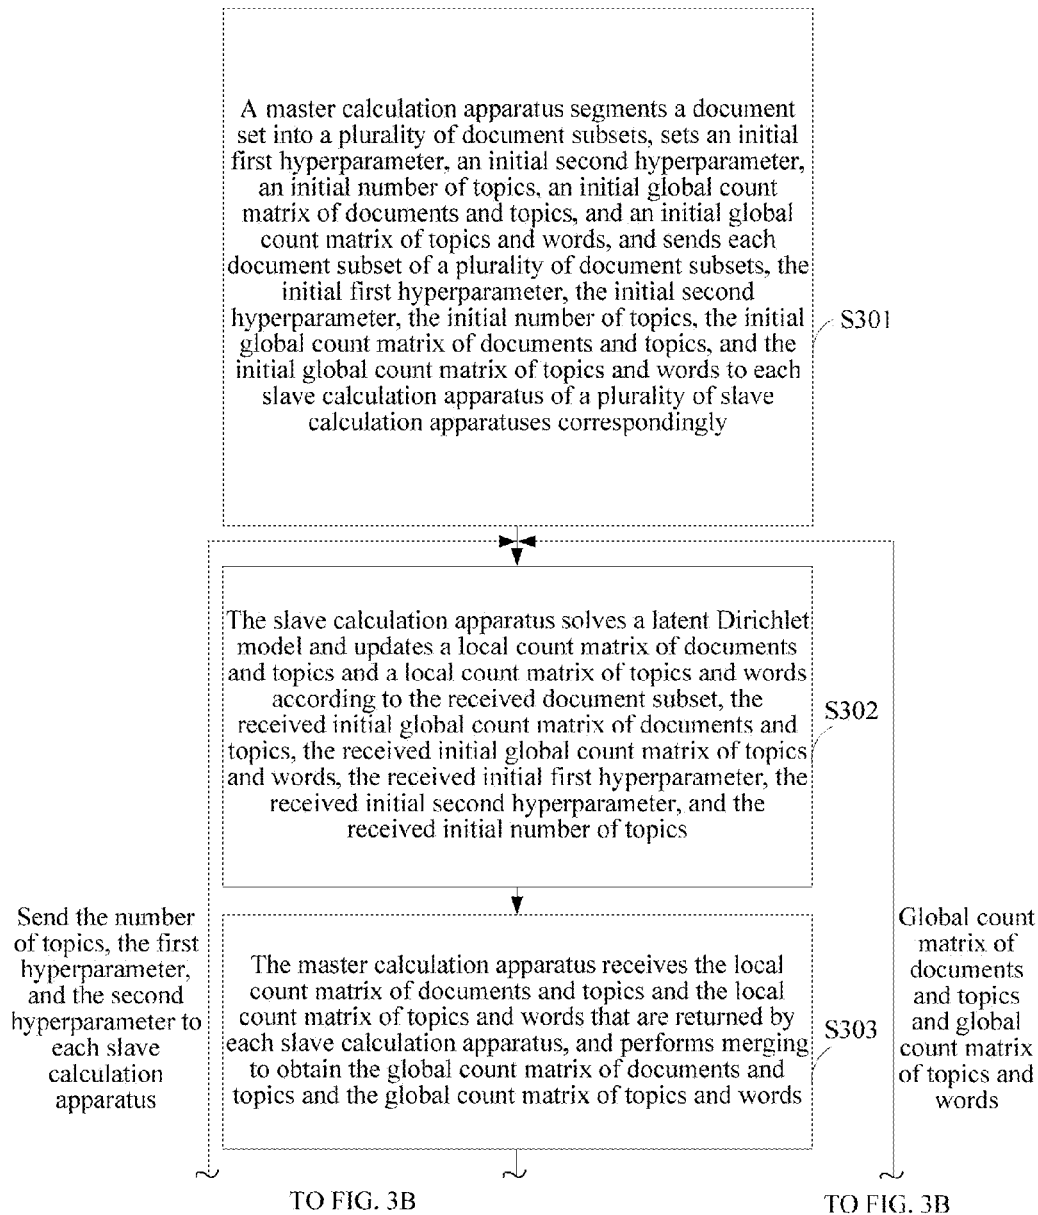 A master calculation apparatus segments a document
set into a plurality of document subsets, sets an initial
first hyperparameter, an initial second hyperparameter,
an initial number of topics, an initial global count
matrix of documents and topics, and an initial global
count matrix of topics and words, and sends each
document subset of a plurality of document subsets, the
initial first hyperparameter, the initial second
hyperparameter, the initial number of topics, the initial
global count matrix of documents and topics, and the
initial global count matrix of topics and words to each
slave calculation apparatus of a plurality of slave
calculation apparatuses correspondingly
S301
The slave calculation apparatus solves a latent Dirichlet
model and updates a local count matrix of documents
and topics and a local count matrix of topics and words
according to the received document subset, the
received initial global count matrix of documents and
topics, the received initial global count matrix of topics
and words, the received initial first hyperparameter, the
received initial second hyperparameter, and the
received initial number of topics
S302
Send the number
of topics, the first
hyperparameter,
and the second
hyperparameter to
each slave
calculation
apparatus
The master calculation apparatus receives the local
count matrix of documents and topics and the local
count matrix of topics and words that are returned by
each slave calculation apparatus, and performs merging
to obtain the global count matrix of documents and
topics and the global count matrix of topics and words
S303
Global count
matrix of
documents
and topics
and global
count matrix
of topics and
words
TO FIG. 3B
TO FIG. 3B